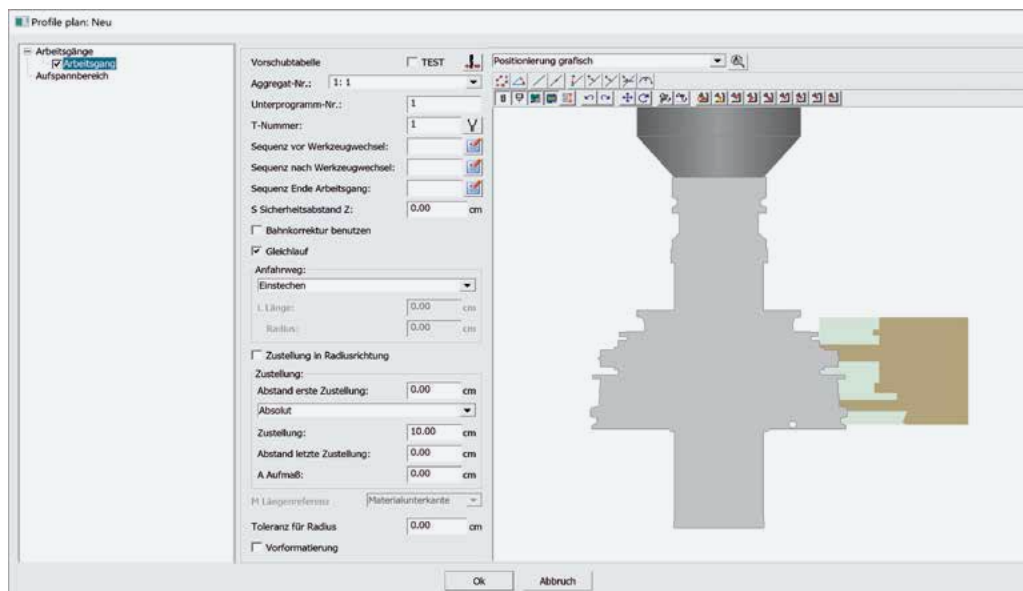 Profile plan: Neu
Arbeitsgänge
Arbeitsgang
Aufspannbereich
Vorschubtabelle TEST
Aggregat-Nr.: 1: 1
Unterprogramm-Nr.: 1
T-Nummer: 1
Sequenz vor Werkzeugwechsel:
Sequenz nach Werkzeugwechsel:
Sequenz Ende Arbeitsgang:
S Sicherheitsabstand Z: 0.00 cm
Bahnkorrektur benutzen
Gleichlauf
Anfahrweg:
Einstechen
L Länge: 0.00 cm
Radius: 0.00 cm
Zustellung in Radiusrichtung
Zustellung:
Abstand erste Zustellung: 0.00 cm
Absolut
Zustellung: 10.00 cm
Abstand letzte Zustellung: 0.00 cm
A Aufmaß: 0.00 cm
M Längenreferenz Materialunterkante
Toleranz für Radius 0.00 cm
Vorformatierung
Positionierung grafisch
Ok Abbruch